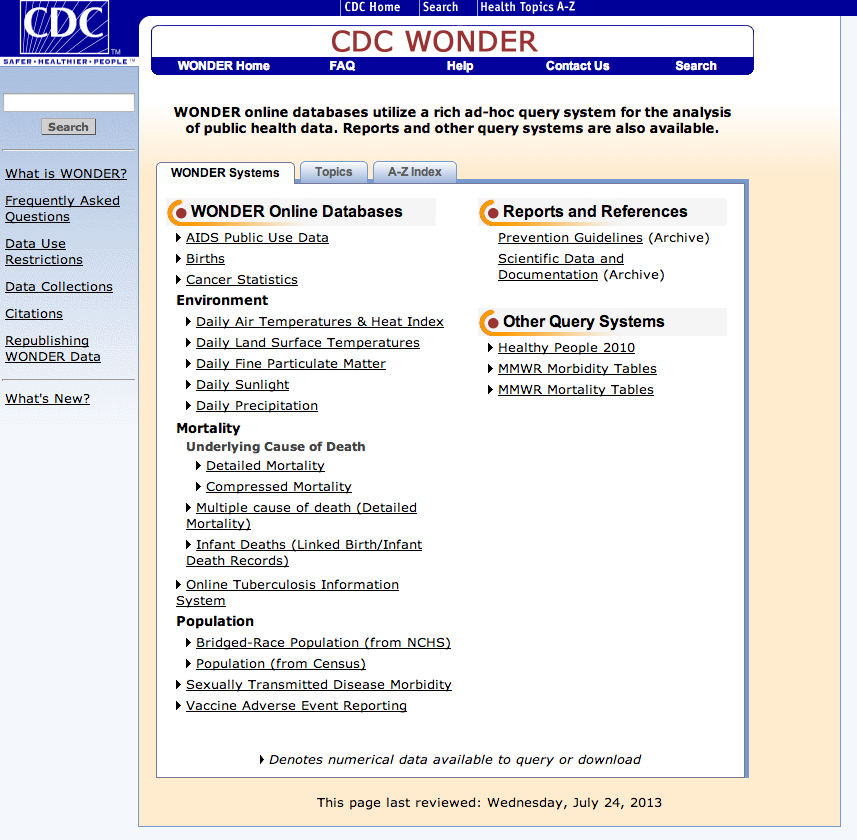 CDC Home
Search
Health Topics A-Z
CDC
TM
SAFER • HEALTHIER • PEOPLE™
CDC WONDER
WONDER Home
FAQ
Help
Contact Us
Search
Search
What is WONDER?
Frequently Asked
Questions
Data Use
Restrictions
Data Collections
Citations
Republishing
WONDER Data
What's New?
WONDER online databases utilize a rich ad-hoc query system for the analysis
of public health data. Reports and other query systems are also available.
WONDER Systems
Topics
A-Z Index
WONDER Online Databases
AIDS Public Use Data
Births
Cancer Statistics
Environment
Daily Air Temperatures & Heat Index
Daily Land Surface Temperatures
Daily Fine Particulate Matter
Daily Sunlight
Daily Precipitation
Mortality
Underlying Cause of Death
Detailed Mortality
Compressed Mortality
Multiple cause of death (Detailed
Mortality)
Infant Deaths (Linked Birth/Infant
Death Records)
Online Tuberculosis Information
System
Population
Bridged-Race Population (from NCHS)
Population (from Census)
Sexually Transmitted Disease Morbidity
Vaccine Adverse Event Reporting
Reports and References
Prevention Guidelines (Archive)
Scientific Data and
Documentation (Archive)
Other Query Systems
Healthy People 2010
MMWR Morbidity Tables
MMWR Mortality Tables
Denotes numerical data available to query or download
This page last reviewed: Wednesday, July 24, 2013